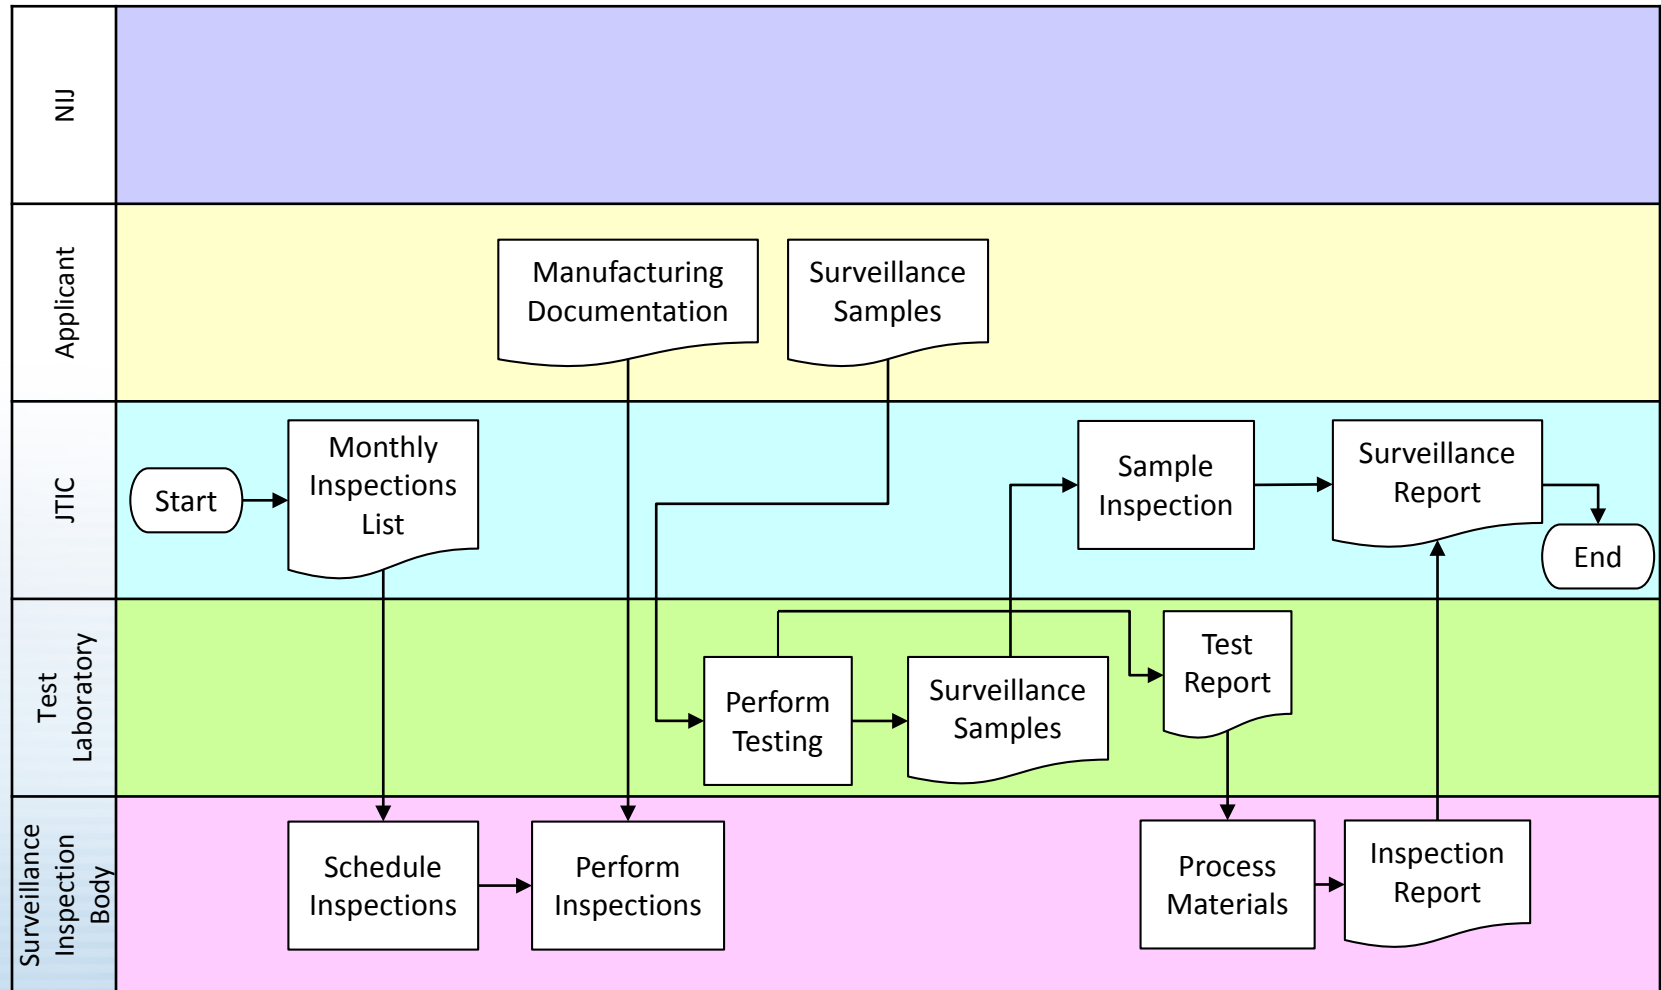 NIJ
Applicant
Manufacturing
Documentation
Surveillance
Samples
JTIC
Start
Monthly
Inspections
List
Sample
Inspection
Surveillance
Report
End
Test
Laboratory
Perform
Testing
Surveillance
Samples
Test
Report
Surveillance
Inspection
Body
Schedule
Inspections
Perform
Inspections
Process
Materials
Inspection
Report